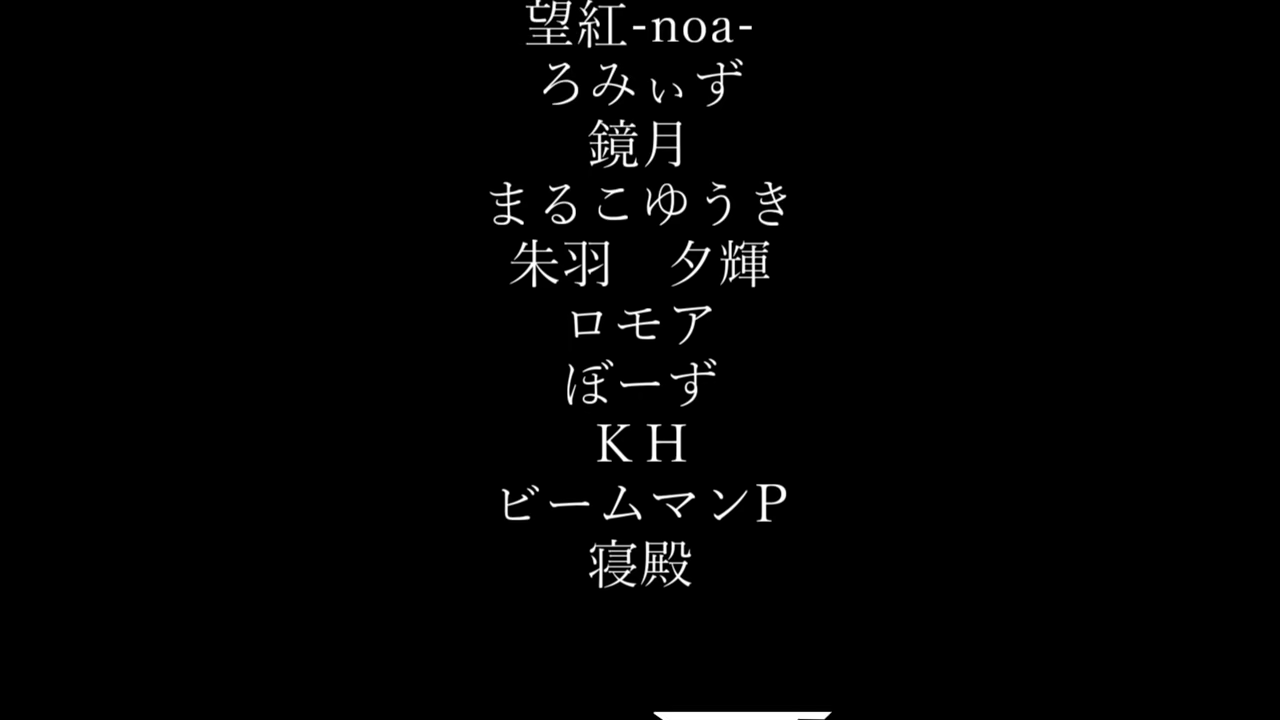 望紅-noa-
ろみぃず
鏡月
まるこゆうき
朱羽　夕輝
ロモア
ぼーず
ＫＨ
ビームマンP
寝殿